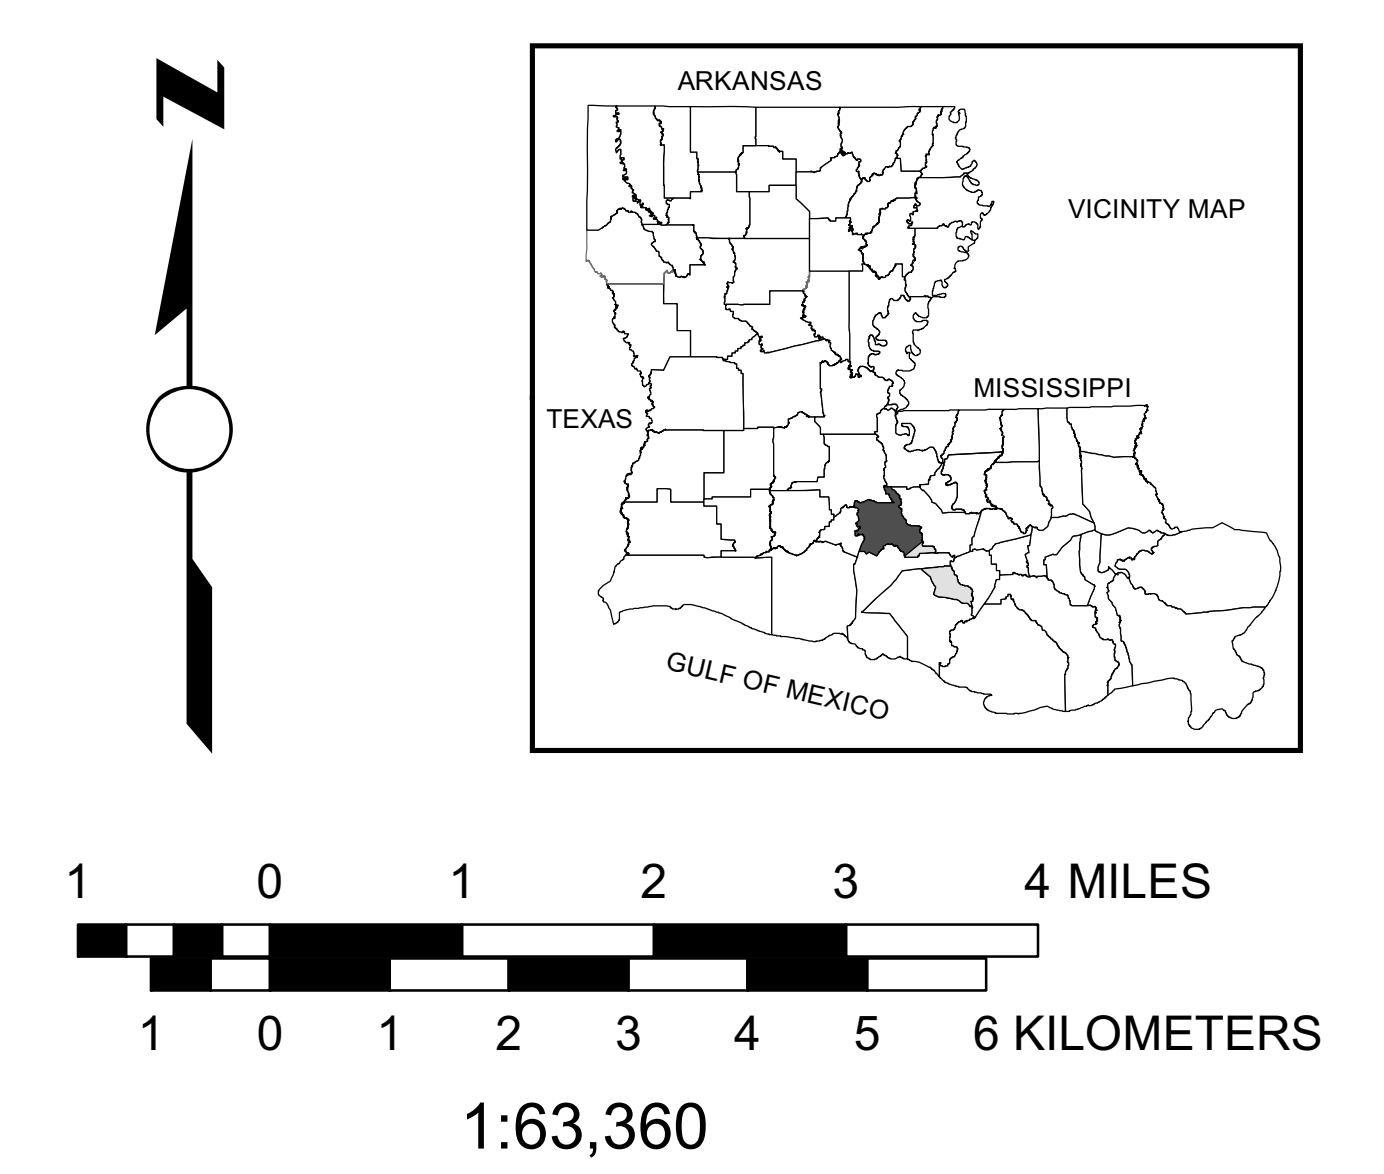 N
ARKANSAS
VICINITY MAP
MISSISSIPPI
TEXAS
GULF OF MEXICO
1 0 1 2 3 4 MILES
1 0 1 2 3 4 5 6 KILOMETERS
1:63,360